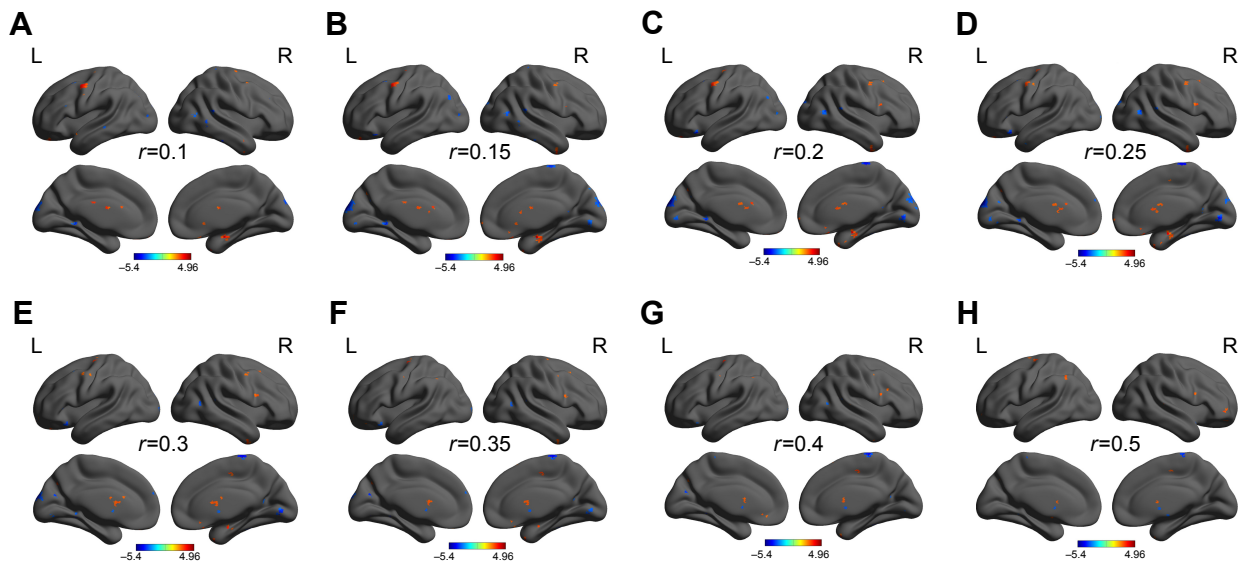 A B C D
L R L R L R L R
r=0.1 r=0.15 r=0.2 r=0.25
−5.4 4.96 −5.4 4.96 −5.4 4.96 −5.4 4.96
E F G H
L R L R L R L R
r=0.3 r=0.35 r=0.4 r=0.5
−5.4 4.96 −5.4 4.96 −5.4 4.96 −5.4 4.96